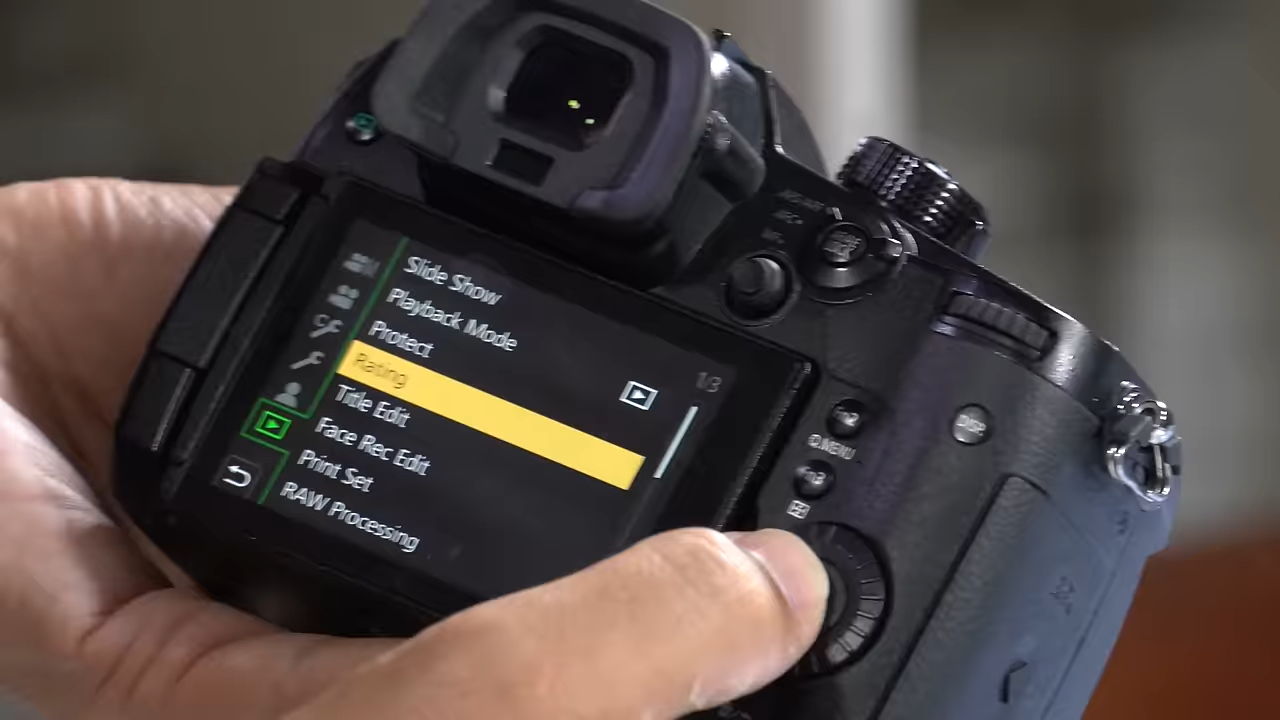 Slide Show
Playback Mode
Protect
Rating
Title Edit
Face Rec Edit
Print Set
RAW Processing
1/3
Q.MENU
DISP